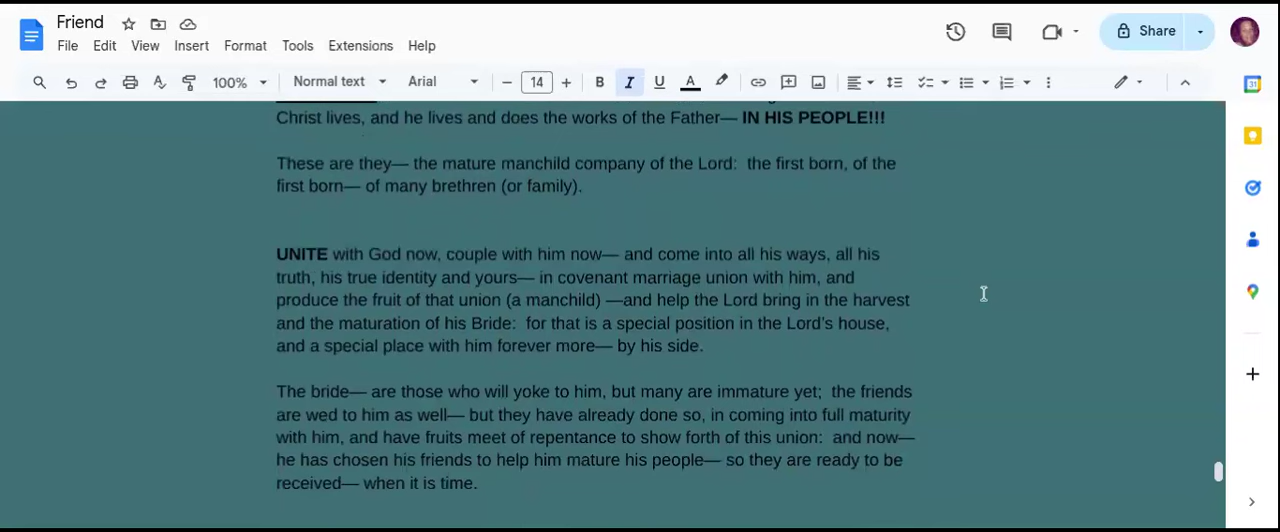 Friend
File Edit View Insert Format Tools Extensions Help
Share
100% Normal text Arial 14 B I U A
Christ lives, and he lives and does the works of the Father— IN HIS PEOPLE!!!
These are they— the mature manchild company of the Lord:  the first born, of the
first born— of many brethren (or family).
UNITE with God now, couple with him now— and come into all his ways, all his
truth, his true identity and yours— in covenant marriage union with him, and
produce the fruit of that union (a manchild) —and help the Lord bring in the harvest
and the maturation of his Bride:  for that is a special position in the Lord's house,
and a special place with him forever more— by his side.
The bride— are those who will yoke to him, but many are immature yet;  the friends
are wed to him as well— but they have already done so, in coming into full maturity
with him, and have fruits meet of repentance to show forth of this union:  and now—
he has chosen his friends to help him mature his people— so they are ready to be
received— when it is time.